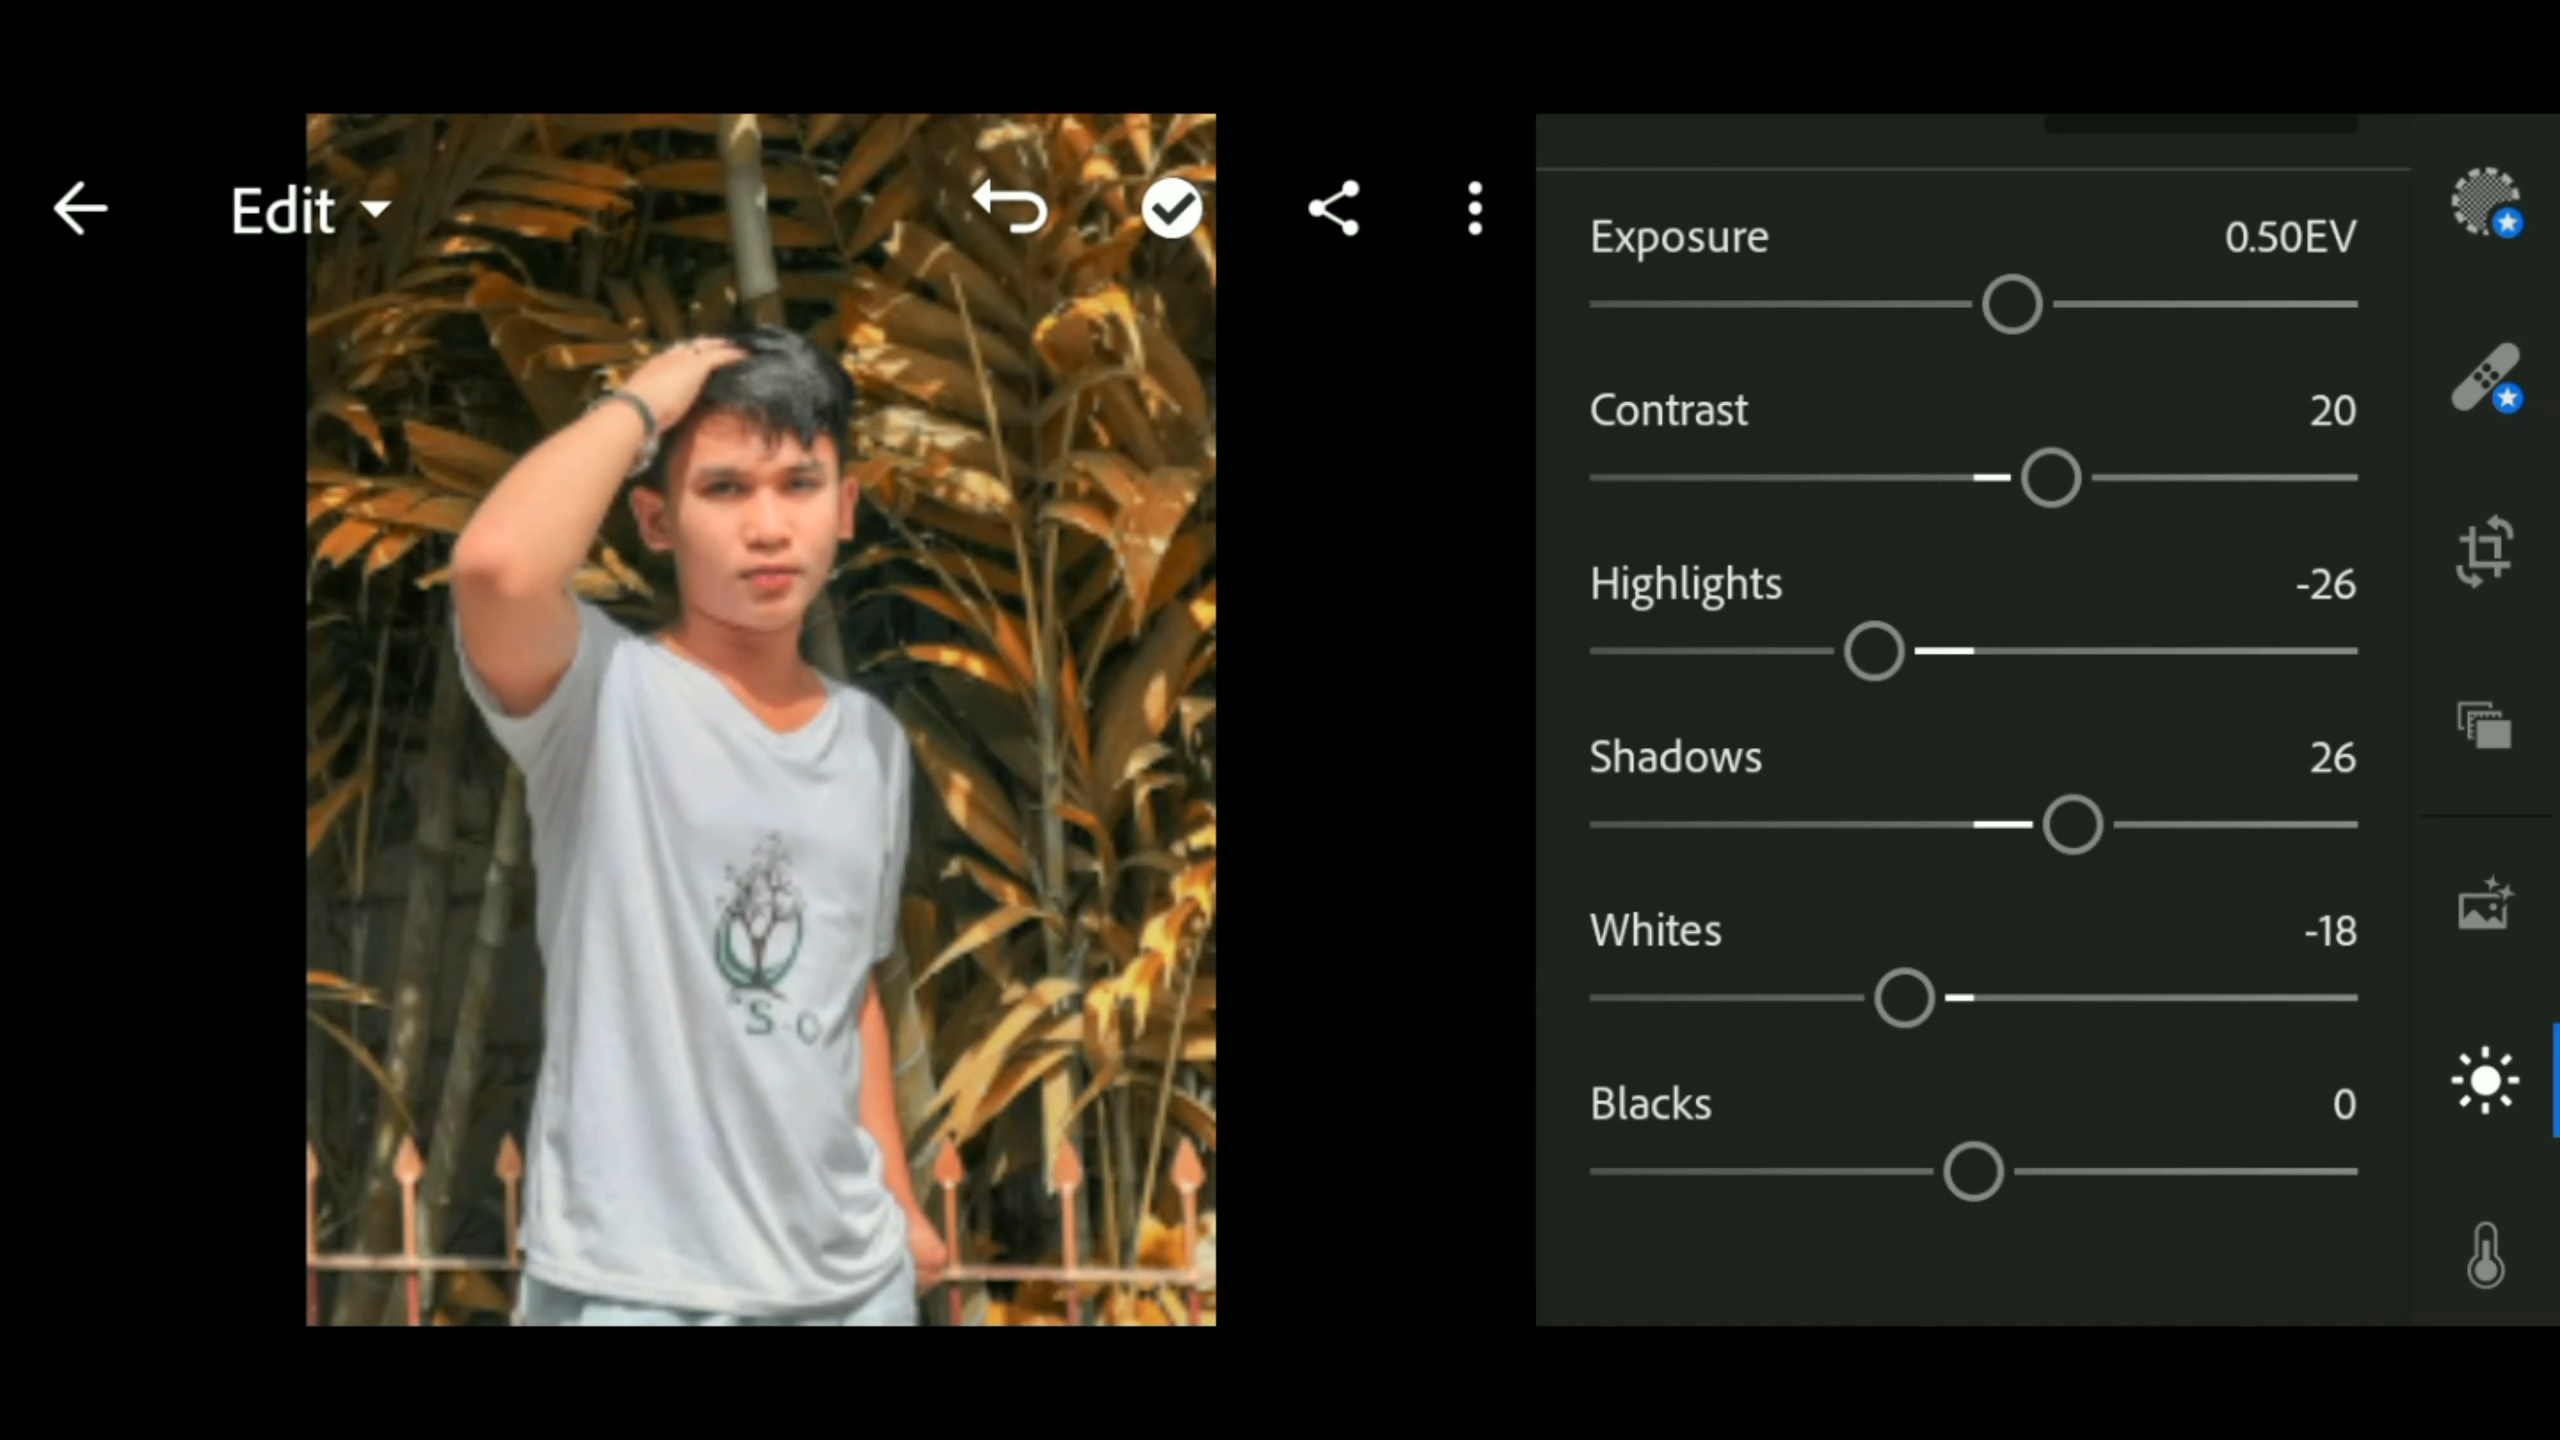 Edit
Exposure 0.50EV
Contrast 20
Highlights -26
Shadows 26
Whites -18
Blacks 0
S O